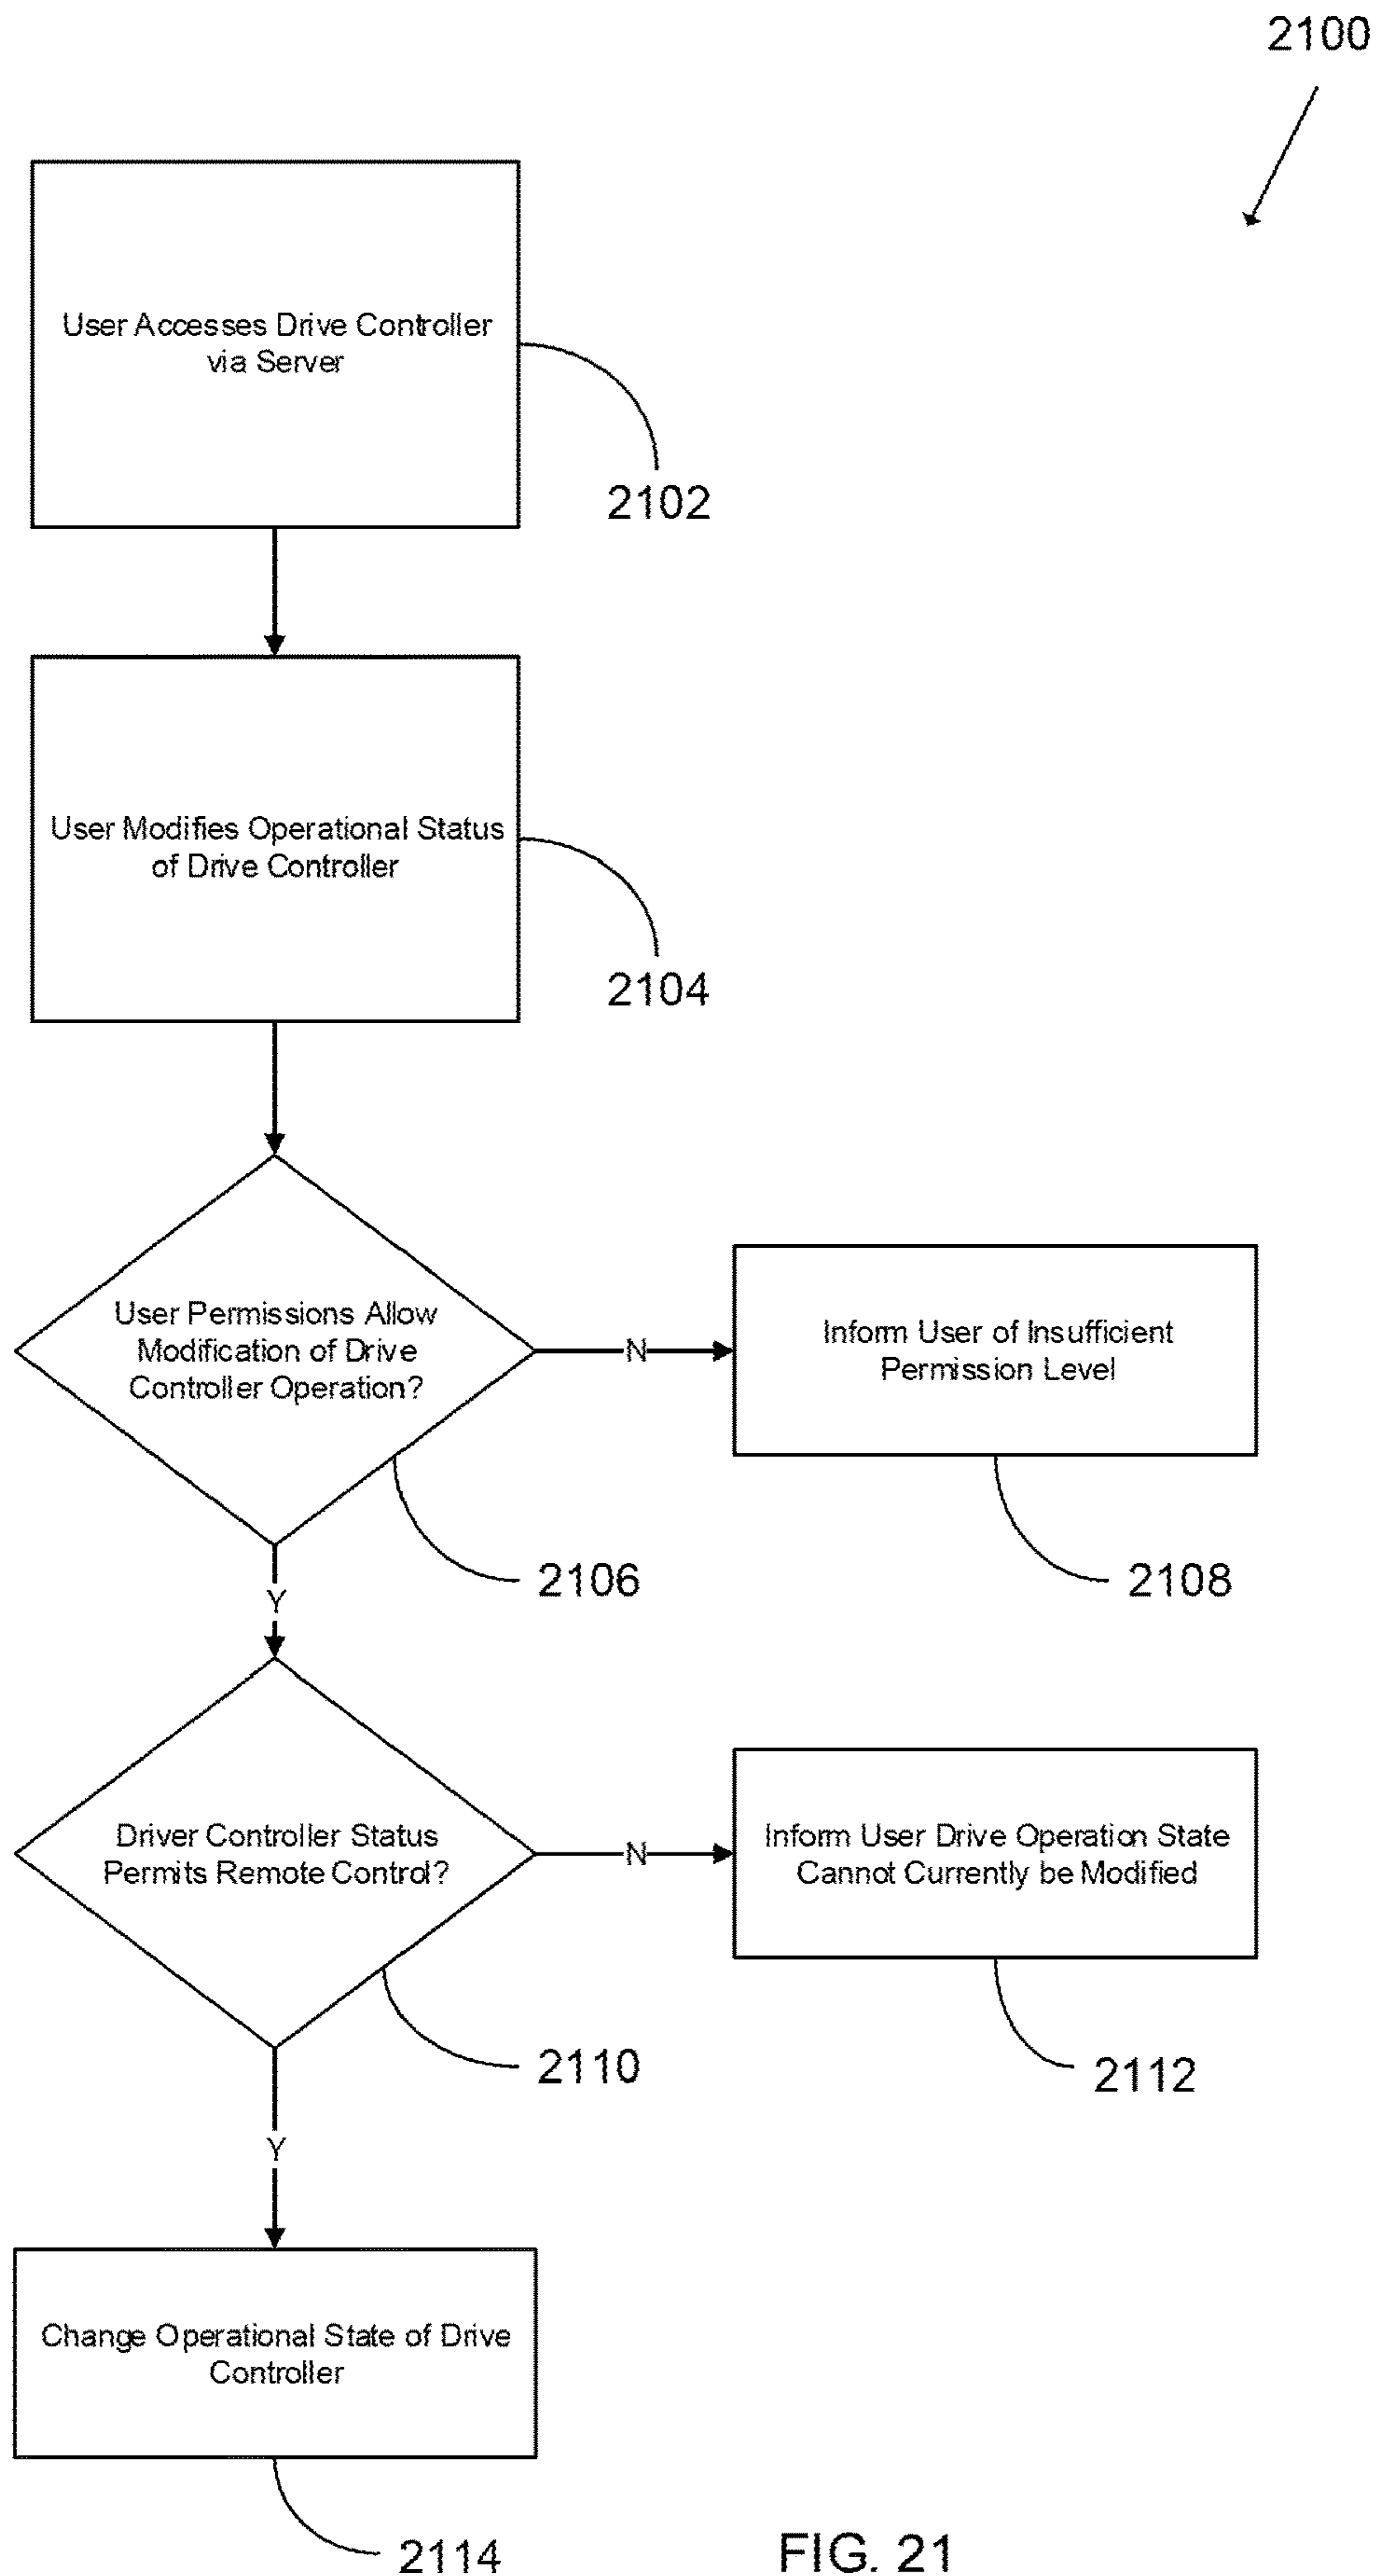 2100
User Accesses Drive Controller
via Server
2102
User Modifies Operational Status
of Drive Controller
2104
User Permissions Allow
Modification of Drive
Controller Operation?
N
Inform User of Insufficient
Permission Level
2106
2108
Y
Driver Controller Status
Permits Remote Control?
N
Inform User Drive Operation State
Cannot Currently be Modified
2110
2112
Y
Change Operational State of Drive
Controller
2114
FIG. 21